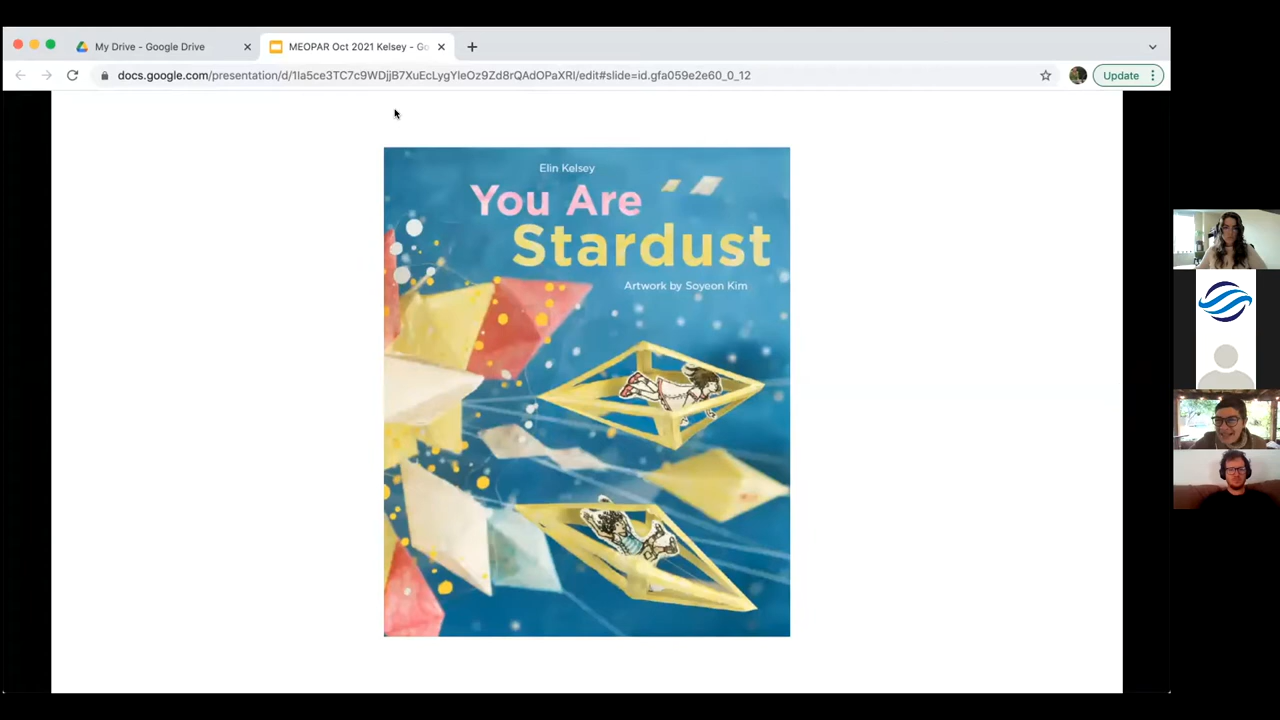 My Drive - Google Drive
MEOPAR Oct 2021 Kelsey - Go
docs.google.com/presentation/d/1Ia5ce3TC7c9WDjjB7XuEcLygYleOz9Zd8rQAdOPaXRI/edit#slide=id.gfa059e2e60_0_12
Update
Elin Kelsey
You Are
Stardust
Artwork by Soyeon Kim